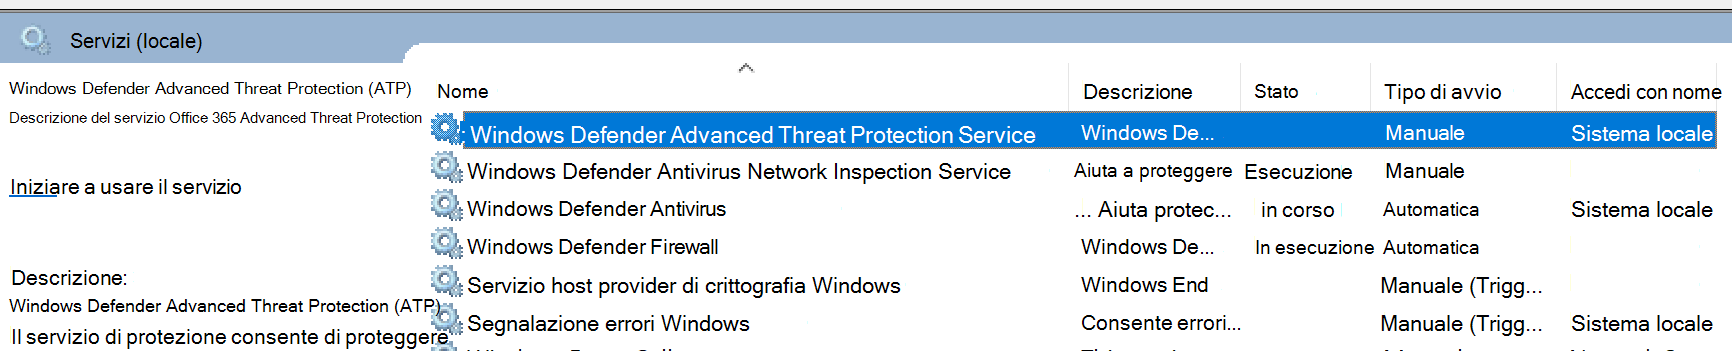 Servizi (locale)
Windows Defender Advanced Threat Protection (ATP)
Descrizione del servizio Office 365 Advanced Threat Protection
Iniziare a usare il servizio
Descrizione:
Windows Defender Advanced Threat Protection (ATP)
Il servizio di protezione consente di proteggere
Nome Descrizione Stato Tipo di avvio Accedi con nome
Windows Defender Advanced Threat Protection Service Windows De... Manuale Sistema locale
Windows Defender Antivirus Network Inspection Service Aiuta a proteggere Esecuzione Manuale
Windows Defender Antivirus ... Aiuta protec... in corso Automatica Sistema locale
Windows Defender Firewall Windows De... In esecuzione Automatica
Servizio host provider di crittografia Windows Windows End Manuale (Trigg...
Segnalazione errori Windows Consente errori... Manuale (Trigg... Sistema locale